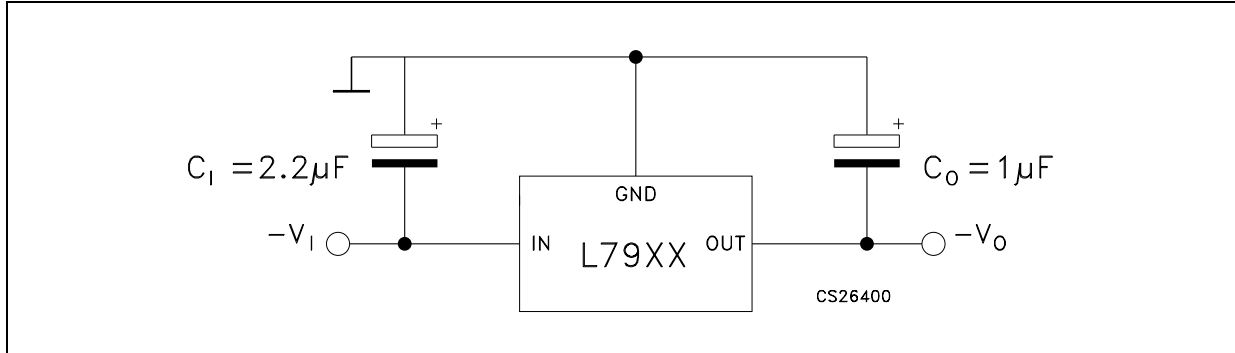 +
+
C_I = 2.2μF
C_O = 1μF
GND
-V_I
IN
L79XX
OUT
-V_O
CS26400